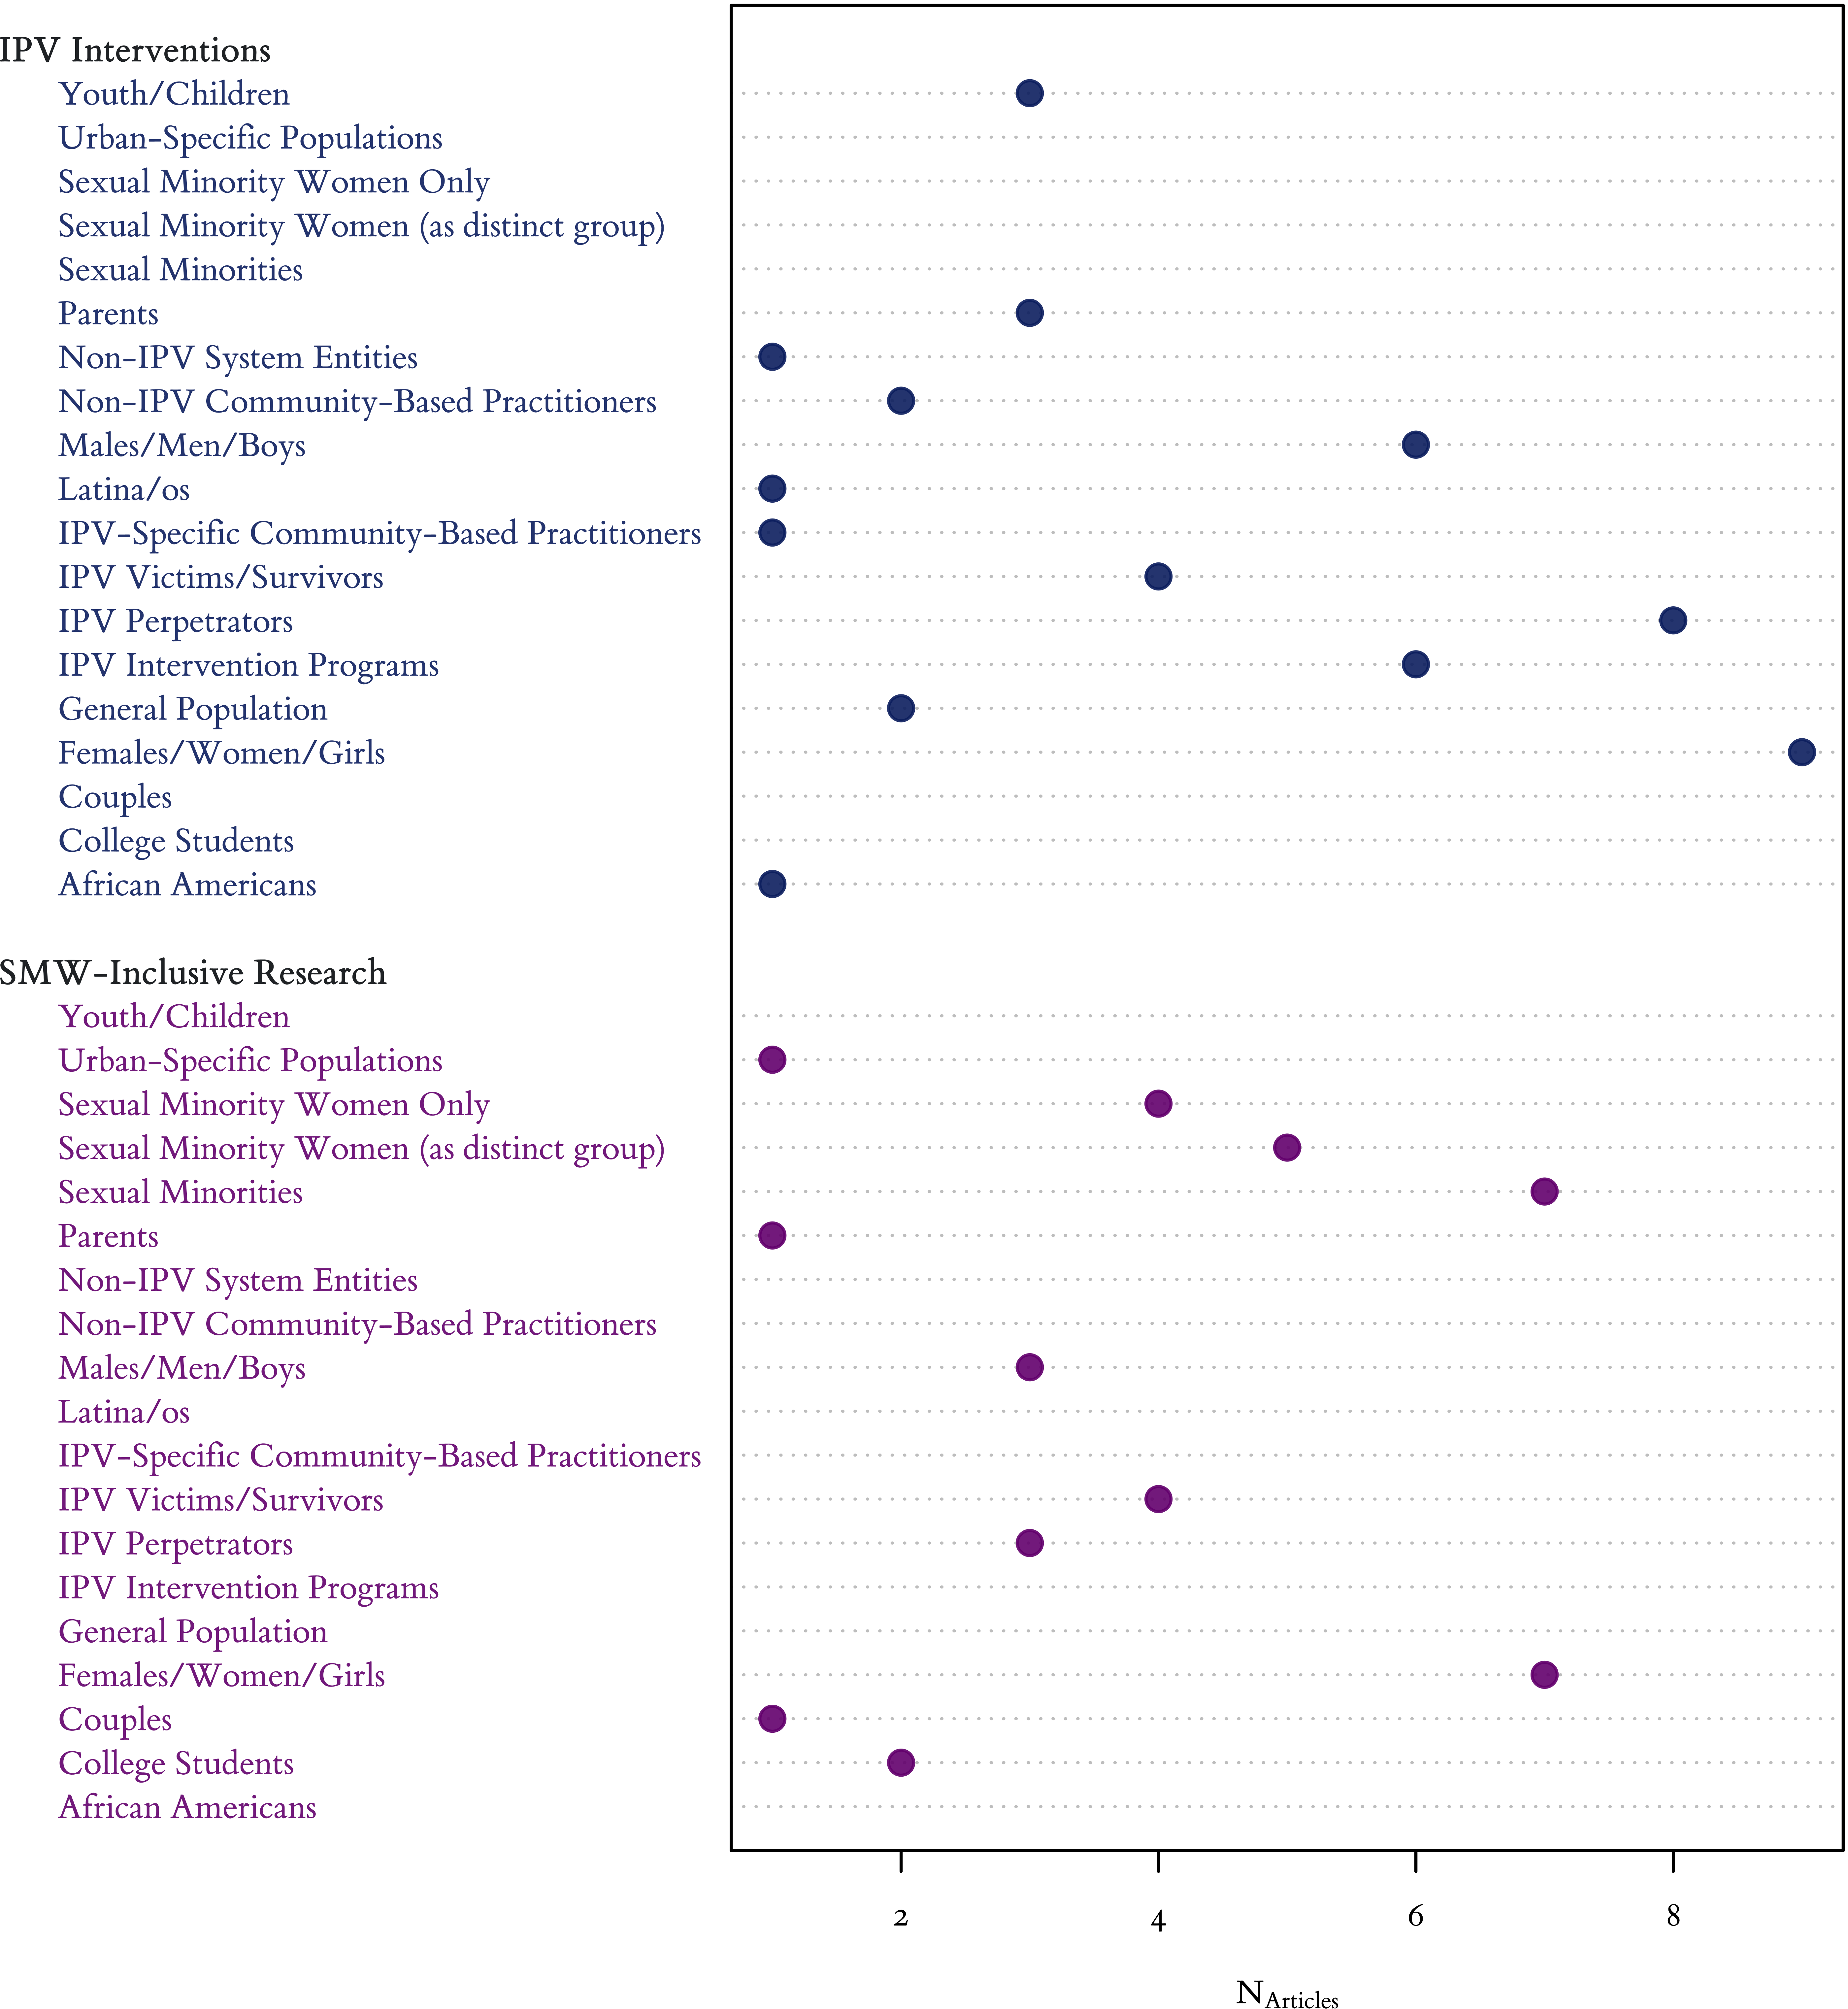 IPV Interventions
Youth/Children
Urban-Specific Populations
Sexual Minority Women Only
Sexual Minority Women (as distinct group)
Sexual Minorities
Parents
Non-IPV System Entities
Non-IPV Community-Based Practitioners
Males/Men/Boys
Latina/os
IPV-Specific Community-Based Practitioners
IPV Victims/Survivors
IPV Perpetrators
IPV Intervention Programs
General Population
Females/Women/Girls
Couples
College Students
African Americans
SMW-Inclusive Research
Youth/Children
Urban-Specific Populations
Sexual Minority Women Only
Sexual Minority Women (as distinct group)
Sexual Minorities
Parents
Non-IPV System Entities
Non-IPV Community-Based Practitioners
Males/Men/Boys
Latina/os
IPV-Specific Community-Based Practitioners
IPV Victims/Survivors
IPV Perpetrators
IPV Intervention Programs
General Population
Females/Women/Girls
Couples
College Students
African Americans
2 4 6 8
N Articles